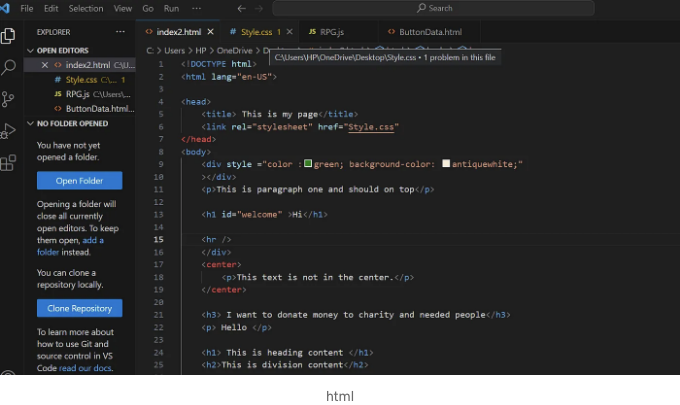 File Edit Selection View Go Run ··· Search
EXPLORER ···
OPEN EDITORS
index2.html C:\U...
Style.css C:\... 1
RPG.js C:\Users\...
ButtonData.html...
NO FOLDER OPENED
You have not yet
opened a folder.
Open Folder
Opening a folder will
close all currently
open editors. To keep
them open, add a
folder instead.
You can clone a
repository locally.
Clone Repository
To learn more about
how to use Git and
source control in VS
Code read our docs.
index2.html Style.css 1 RPG.js ButtonData.html
C: > Users > HP > OneDrive >
C:\Users\HP\OneDrive\Desktop\Style.css • 1 problem in this file
1 <!DOCTYPE html>
2 <html lang="en-US">
3
4 <head>
5 <title> This is my page</title>
6 <link rel="stylesheet" href="Style.css"
7 </head>
8 <body>
9 <div style ="color :green; background-color: antiquewhite;"
10 ></div>
11 <p>This is paragraph one and should on top</p>
12
13 <h1 id="welcome" >Hi</h1>
14
15 <hr />
16 </div>
17 <center>
18 <p>This text is not in the center.</p>
19 </center>
20
21 <h3> I want to donate money to charity and needed people</h3>
22 <p> Hello </p>
23
24 <h1> This is heading content </h1>
25 <h2>This is division content</h2>
html